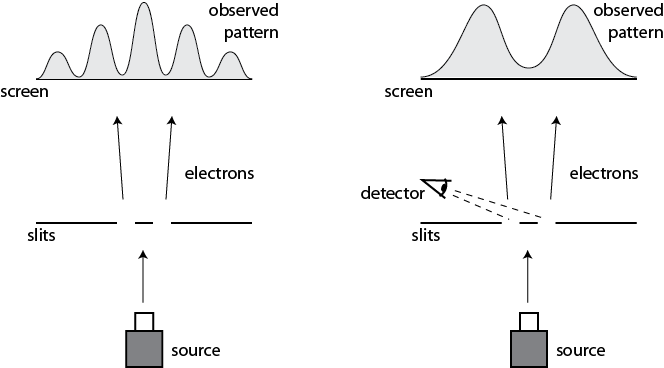 observed
pattern
screen
electrons
slits
source
observed
pattern
screen
electrons
detector
slits
source